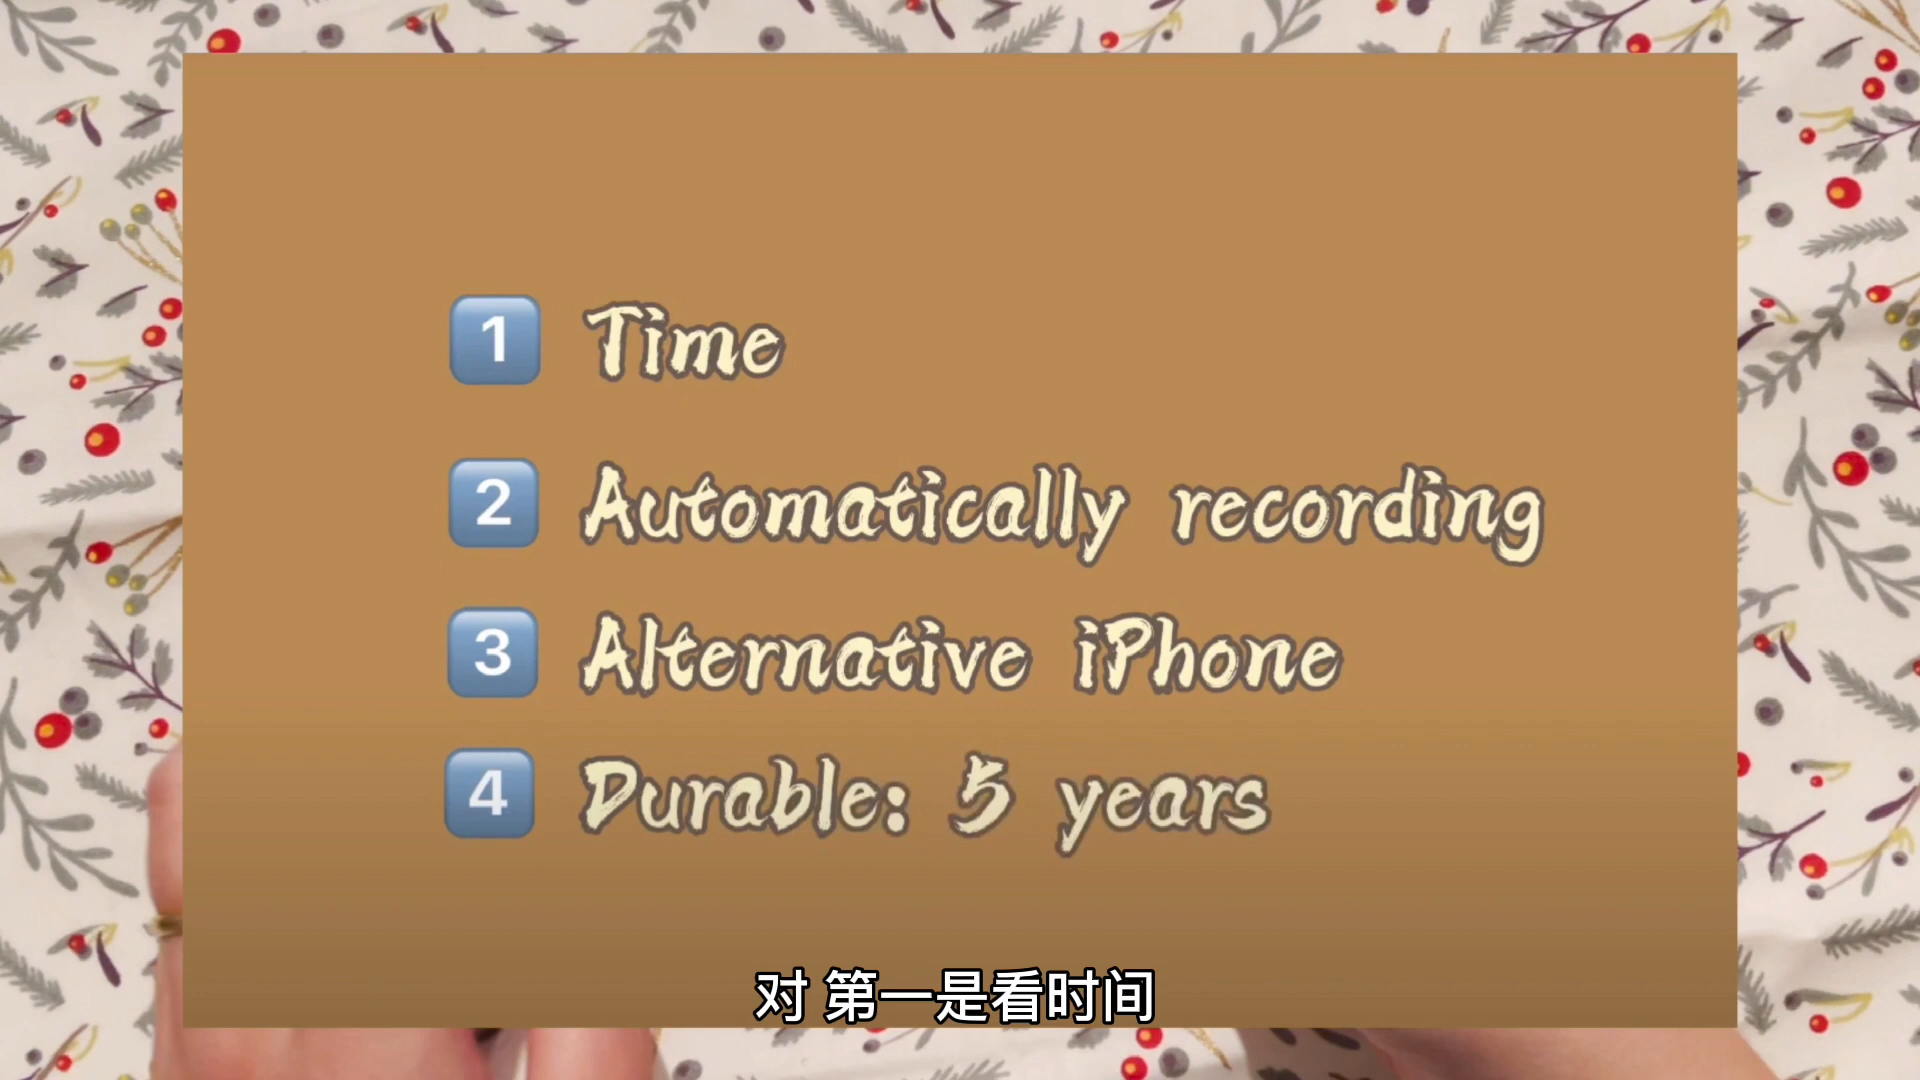 1 Time
2 Automatically recording
3 Alternative iPhone
4 Durable: 5 years
对 第一是看时间